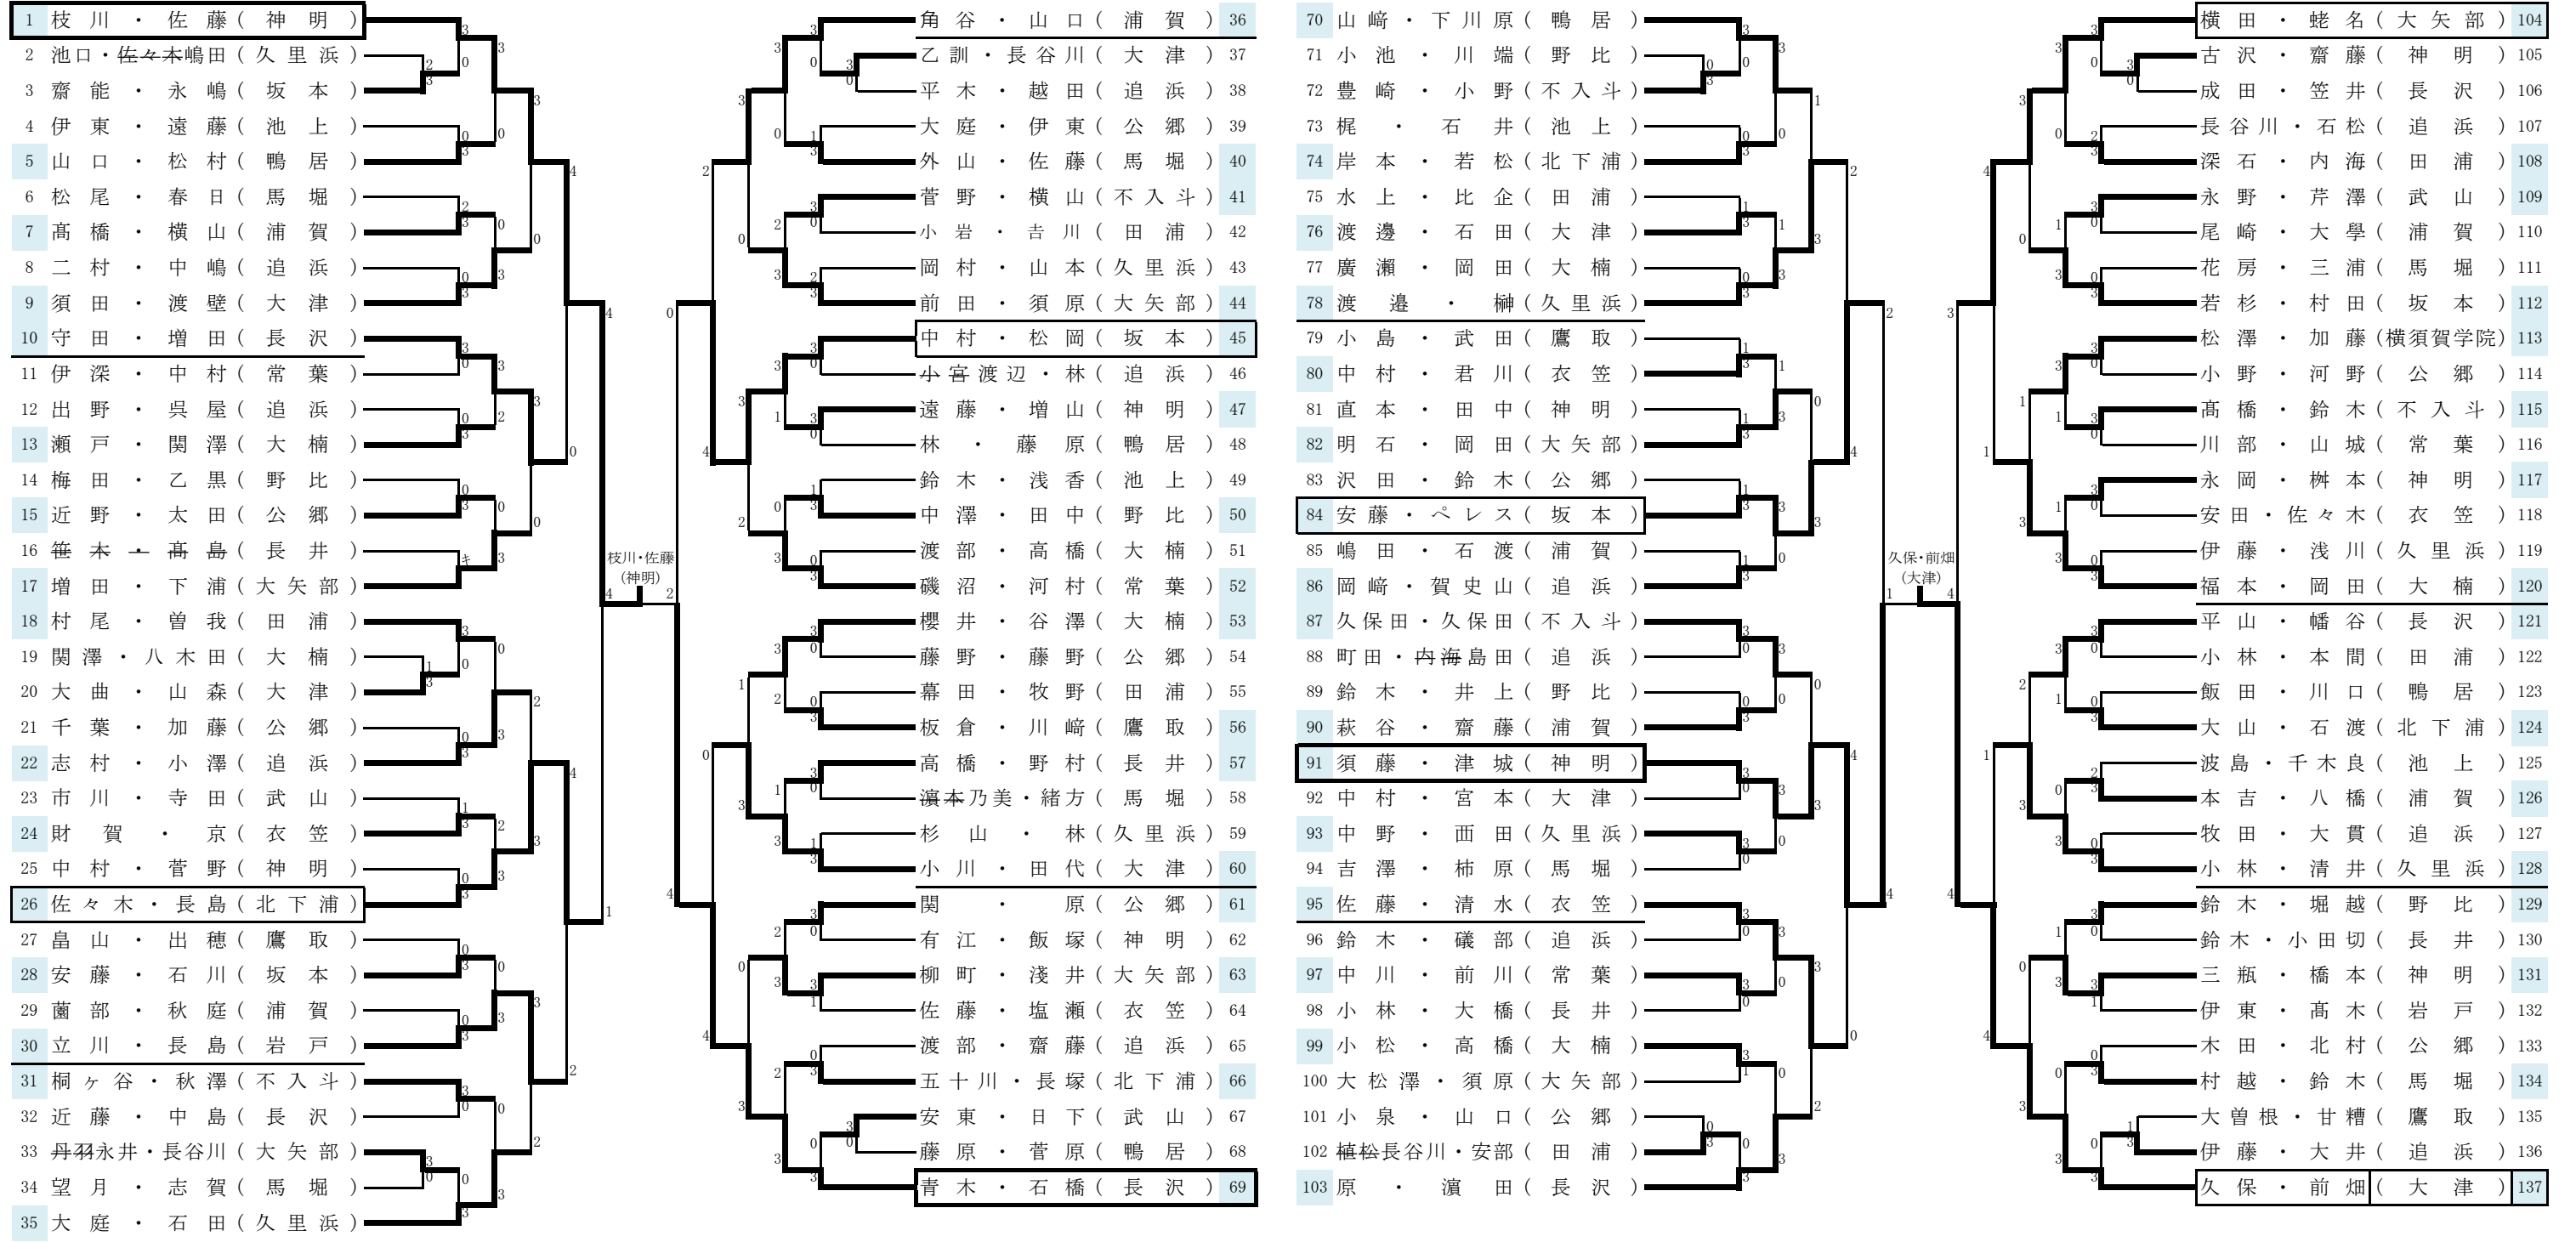 1 枝川・佐藤(神明)
2 池口・佐々木嶋田(久里浜)
3 齋能・永嶋(坂本)
4 伊東・遠藤(池上)
5 山口・松村(鴨居)
6 松尾・春日(馬堀)
7 髙橋・横山(浦賀)
8 二村・中嶋(追浜)
9 須田・渡壁(大津)
10 守田・増田(長沢)
11 伊深・中村(常葉)
12 出野・呉屋(追浜)
13 瀬戸・関澤(大楠)
14 梅田・乙黒(野比)
15 近野・太田(公郷)
16 笹本・髙島(長井)
17 増田・下浦(大矢部)
18 村尾・曽我(田浦)
19 関澤・八木田(大楠)
20 大曲・山森(大津)
21 千葉・加藤(公郷)
22 志村・小澤(追浜)
23 市川・寺田(武山)
24 財賀・京(衣笠)
25 中村・菅野(神明)
26 佐々木・長島(北下浦)
27 畠山・出穂(鷹取)
28 安藤・石川(坂本)
29 薗部・秋庭(浦賀)
30 立川・長島(岩戸)
31 桐ヶ谷・秋澤(不入斗)
32 近藤・中島(長沢)
33 丹羽永井・長谷川(大矢部)
34 望月・志賀(馬堀)
35 大庭・石田(久里浜)
枝川・佐藤
(神明)
角谷・山口(浦賀) 36
乙訓・長谷川(大津) 37
平木・越田(追浜) 38
大庭・伊東(公郷) 39
外山・佐藤(馬堀) 40
菅野・横山(不入斗) 41
小岩・𠮷川(田浦) 42
岡村・山本(久里浜) 43
前田・須原(大矢部) 44
中村・松岡(坂本) 45
小宮渡辺・林(追浜) 46
遠藤・増山(神明) 47
林・藤原(鴨居) 48
鈴木・浅香(池上) 49
中澤・田中(野比) 50
渡部・高橋(大楠) 51
磯沼・河村(常葉) 52
櫻井・谷澤(大楠) 53
藤野・藤野(公郷) 54
幕田・牧野(田浦) 55
板倉・川﨑(鷹取) 56
高橋・野村(長井) 57
濵本乃美・緒方(馬堀) 58
杉山・林(久里浜) 59
小川・田代(大津) 60
関・原(公郷) 61
有江・飯塚(神明) 62
柳町・淺井(大矢部) 63
佐藤・塩瀬(衣笠) 64
渡部・齋藤(追浜) 65
五十川・長塚(北下浦) 66
安東・日下(武山) 67
藤原・菅原(鴨居) 68
青木・石橋(長沢) 69
70 山﨑・下川原(鴨居)
71 小池・川端(野比)
72 豊崎・小野(不入斗)
73 梶・石井(池上)
74 岸本・若松(北下浦)
75 水上・比企(田浦)
76 渡邊・石田(大津)
77 廣瀬・岡田(大楠)
78 渡邉・榊(久里浜)
79 小島・武田(鷹取)
80 中村・君川(衣笠)
81 直本・田中(神明)
82 明石・岡田(大矢部)
83 沢田・鈴木(公郷)
84 安藤・ペレス(坂本)
85 嶋田・石渡(浦賀)
86 岡﨑・賀史山(追浜)
87 久保田・久保田(不入斗)
88 町田・内海島田(追浜)
89 鈴木・井上(野比)
90 萩谷・齋藤(浦賀)
91 須藤・津城(神明)
92 中村・宮本(大津)
93 中野・西田(久里浜)
94 吉澤・柿原(馬堀)
95 佐藤・清水(衣笠)
96 鈴木・礒部(追浜)
97 中川・前川(常葉)
98 小林・大橋(長井)
99 小松・高橋(大楠)
100 大松澤・須原(大矢部)
101 小泉・山口(公郷)
102 植松長谷川・安部(田浦)
103 原・濵田(長沢)
久保・前畑
(大津)
横田・蛯名(大矢部) 104
古沢・齋藤(神明) 105
成田・笠井(長沢) 106
長谷川・石松(追浜) 107
深石・内海(田浦) 108
永野・芹澤(武山) 109
尾崎・大學(浦賀) 110
花房・三浦(馬堀) 111
若杉・村田(坂本) 112
松澤・加藤(横須賀学院) 113
小野・河野(公郷) 114
髙橋・鈴木(不入斗) 115
川部・山城(常葉) 116
永岡・桝本(神明) 117
安田・佐々木(衣笠) 118
伊藤・浅川(久里浜) 119
福本・岡田(大楠) 120
平山・幡谷(長沢) 121
小林・本間(田浦) 122
飯田・川口(鴨居) 123
大山・石渡(北下浦) 124
波島・千木良(池上) 125
本吉・八橋(浦賀) 126
牧田・大貫(追浜) 127
小林・清井(久里浜) 128
鈴木・堀越(野比) 129
鈴木・小田切(長井) 130
三瓶・橋本(神明) 131
伊東・髙木(岩戸) 132
木田・北村(公郷) 133
村越・鈴木(馬堀) 134
大曽根・甘糟(鷹取) 135
伊藤・大井(追浜) 136
久保・前畑(大津) 137